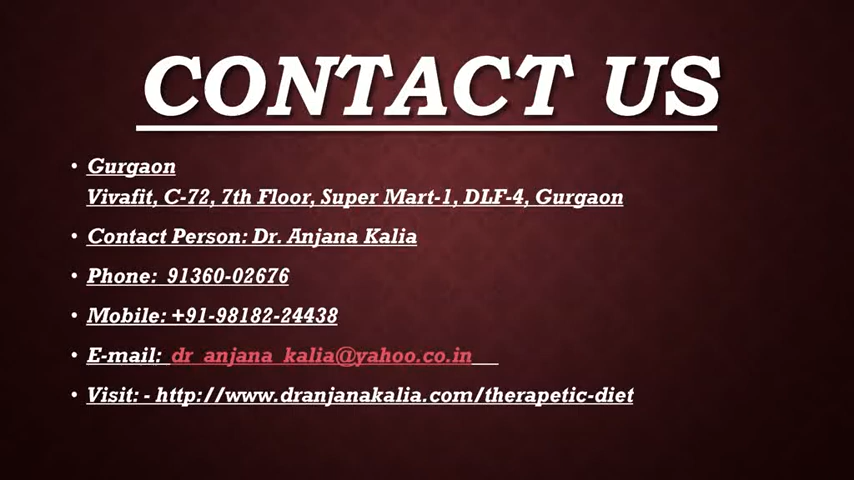 CONTACT US
• Gurgaon
Vivafit, C-72, 7th Floor, Super Mart-1, DLF-4, Gurgaon
• Contact Person: Dr. Anjana Kalia
• Phone: 91360-02676
• Mobile: +91-98182-24438
• E-mail: dr_anjana_kalia@yahoo.co.in
• Visit: - http://www.dranjanakalia.com/therapetic-diet